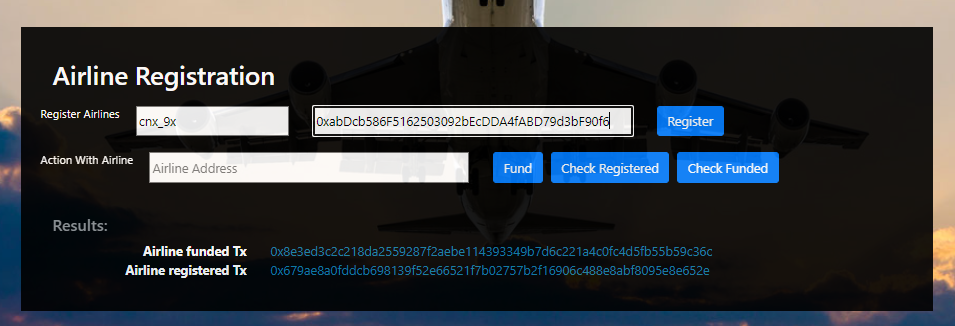 Airline Registration
Register Airlines cnx_9x 0xabDcb586F5162503092bEcDDA4fABD79d3bF90f6 Register
Action With Airline Airline Address Fund Check Registered Check Funded
Results:
Airline funded Tx 0x8e3ed3c2c218da2559287f2aebe114393349b7d6c221a4c0fc4d5fb55b59c36c
Airline registered Tx 0x679ae8a0fddcb698139f52e66521f7b02757b2f16906c488e8abf8095e8e652e